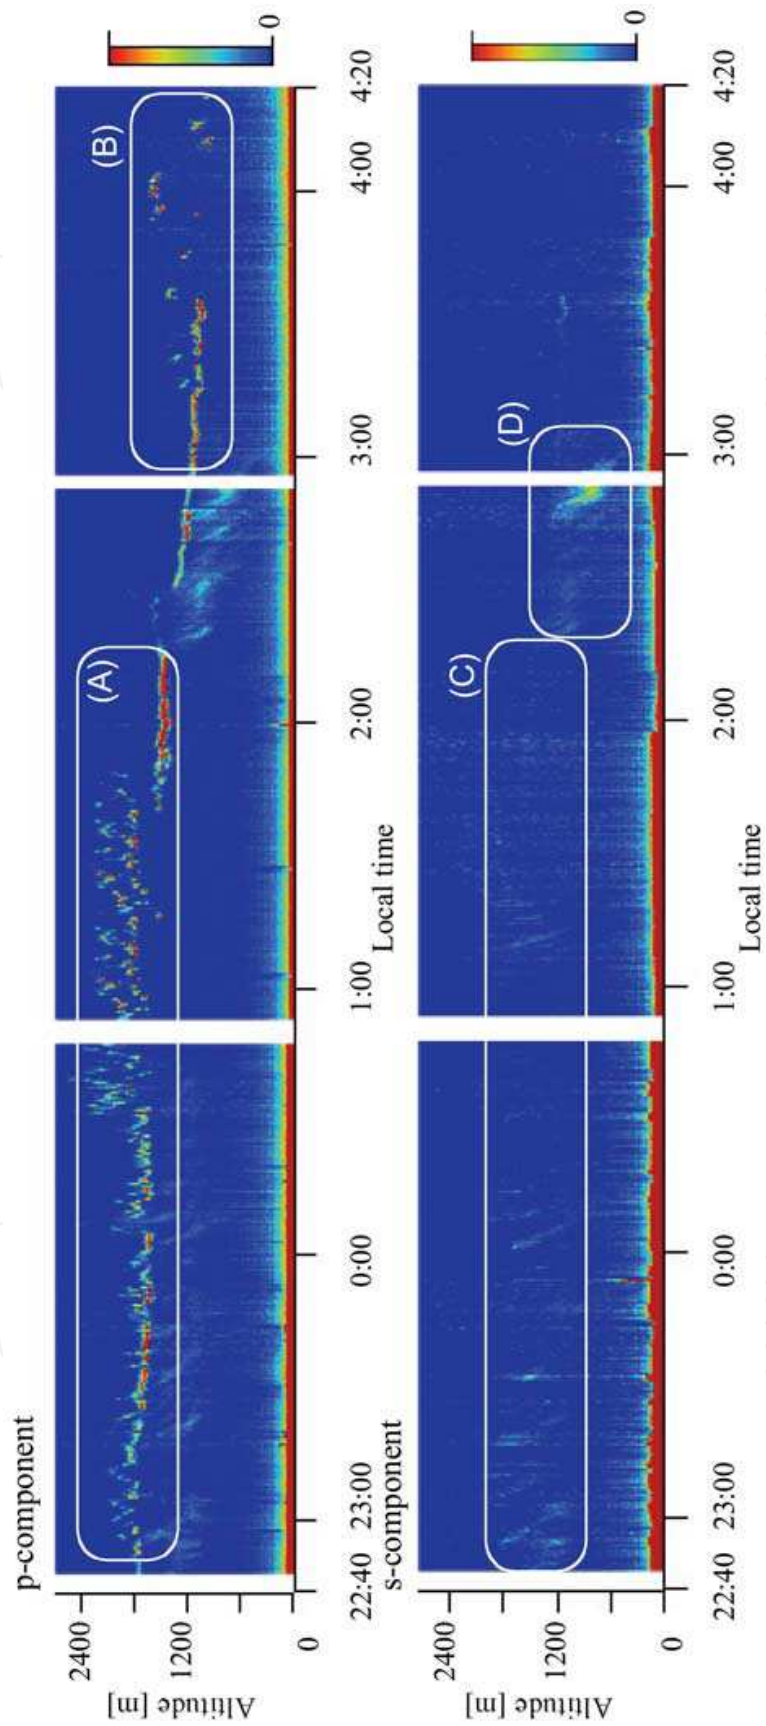 p-component
Altitude [m]
2400
1200
0
(A)
(B)
0
22:40
23:00
0:00
1:00
2:00
3:00
4:00
4:20
Local time
s-component
Altitude [m]
2400
1200
0
(C)
(D)
0
22:40
23:00
0:00
1:00
2:00
3:00
4:00
4:20
Local time